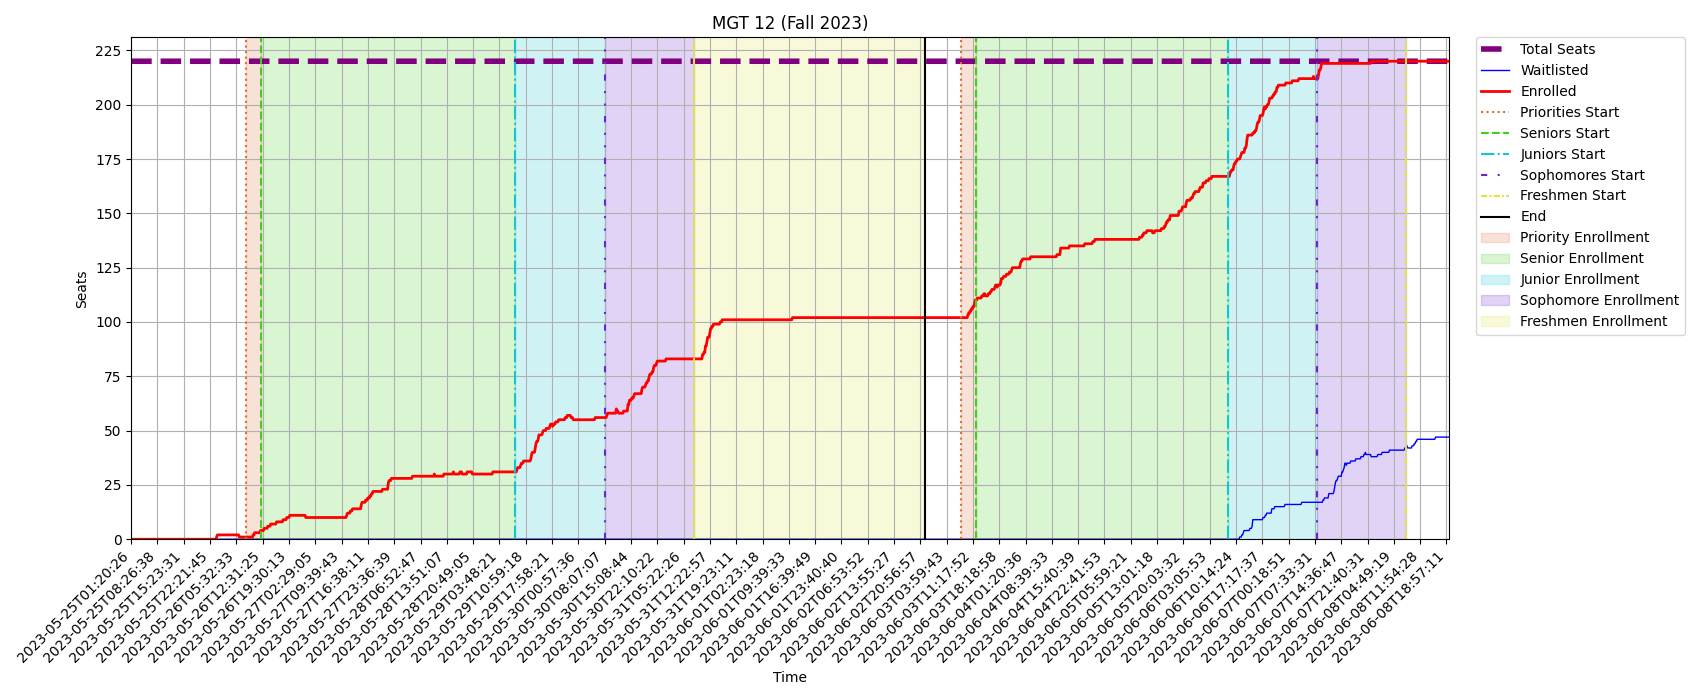 MGT 12 (Fall 2023)
Seats
225
200
175
150
125
100
75
50
25
0
2023-05-25T01:20:26
2023-05-25T08:26:38
2023-05-25T15:23:31
2023-05-25T22:21:45
2023-05-26T05:32:33
2023-05-26T12:31:25
2023-05-26T19:30:13
2023-05-27T02:29:05
2023-05-27T09:39:43
2023-05-27T16:38:11
2023-05-27T23:36:39
2023-05-28T06:52:47
2023-05-28T13:51:07
2023-05-28T20:49:05
2023-05-29T03:48:21
2023-05-29T10:59:18
2023-05-29T17:58:21
2023-05-30T00:57:36
2023-05-30T08:07:07
2023-05-30T15:08:44
2023-05-30T22:10:22
2023-05-31T05:22:26
2023-05-31T12:22:57
2023-05-31T19:23:11
2023-06-01T02:23:18
2023-06-01T09:39:33
2023-06-01T16:39:49
2023-06-01T23:40:40
2023-06-02T06:53:52
2023-06-02T13:55:27
2023-06-02T20:56:57
2023-06-03T03:59:43
2023-06-03T11:17:52
2023-06-03T18:18:58
2023-06-04T01:20:36
2023-06-04T08:39:33
2023-06-04T15:40:39
2023-06-04T22:41:53
2023-06-05T05:59:21
2023-06-05T13:01:18
2023-06-05T20:03:32
2023-06-06T03:05:53
2023-06-06T10:14:24
2023-06-06T17:17:37
2023-06-07T00:18:51
2023-06-07T07:33:31
2023-06-07T14:36:47
2023-06-07T21:40:31
2023-06-08T04:49:19
2023-06-08T11:54:28
2023-06-08T18:57:11
Time
Total Seats
Waitlisted
Enrolled
Priorities Start
Seniors Start
Juniors Start
Sophomores Start
Freshmen Start
End
Priority Enrollment
Senior Enrollment
Junior Enrollment
Sophomore Enrollment
Freshmen Enrollment